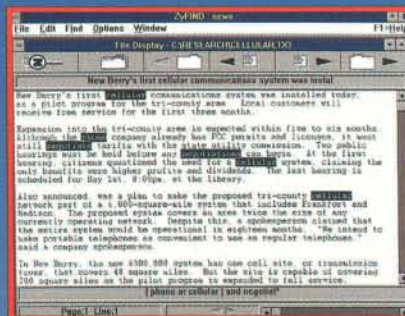 ZyFIND : news
File Edit Find Options Window F1=Help
File Display - C:\RESEARCH\CELLULAR.TXT
New Berry's first cellular communications system was instal
New Berry's first cellular communications system was installed today,
as a pilot program for the tri-county area. Local customers will
receive free service for the first three months.
Expansion into the tri-county area is expected within five to six months.
Although the phone company already has FCC permits and licenses, it must
still negotiate tariffs with the state utility commission. Two public
hearings must be held before any negotiations can begin. At the first
hearing, citizens questioned the need for a cellular system, claiming the
only benefits were higher profits and dividends. The last hearing is
scheduled for May 1st, 8:00pm, at the library.
Also announced, was a plan to make the proposed tri-county cellular
network part of a 6,000-square-mile system that includes Frankfort and
Madison. The proposed system covers an area twice the size of any
currently operating network. Despite this, a spokesperson claimed that
the entire system would be operational in eighteen months. "We intend to
make portable telephones as convenient to use as regular telephones,"
said a company spokesperson.
In New Berry, the new $300,000 system has one cell site, or transmission
tower, that covers 40 square miles. But the site is capable of covering
200 square miles as the pilot program is expanded to full service.
{ phone or cellular } and negotiat*
Page:1 Line:1